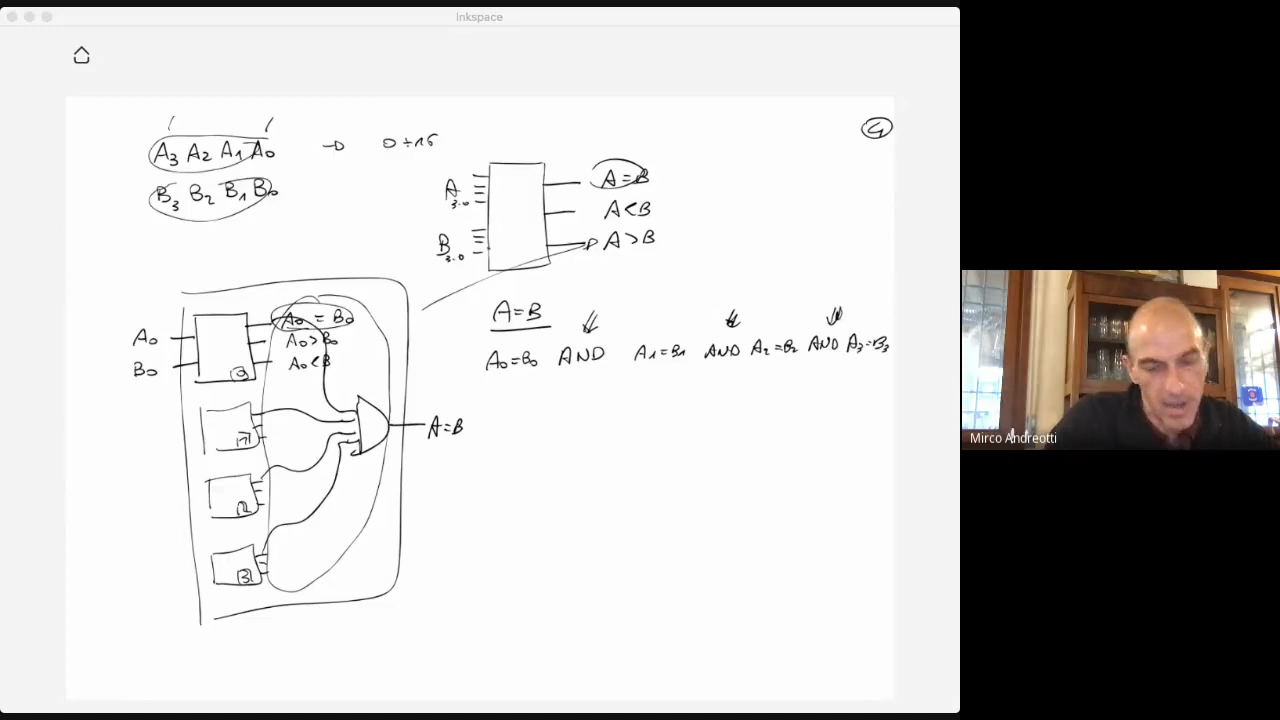 Inkspace
A3 A2 A1 A0 → 0÷15
B3 B2 B1 B0
4
A 3..0
B 3..0
A=B
A<B
A>B
A0
B0
A0 = B0
A0 > B0
A0 < B
0
1
2
3
A=B
A=B
A0=B0 AND A1=B1 AND A2=B2 AND A3=B3
Mirco Andreotti